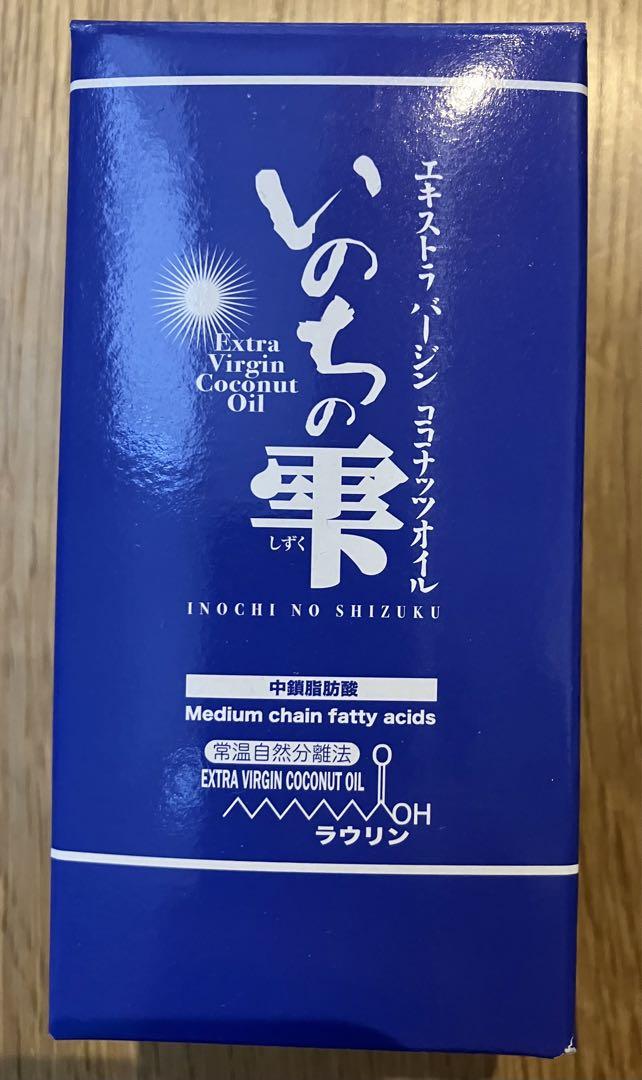 エキストラ バージン ココナッツオイル
いのちの雫
しずく
Extra
Virgin
Coconut
Oil
INOCHI NO SHIZUKU
中鎖脂肪酸
Medium chain fatty acids
常温自然分離法
EXTRA VIRGIN COCONUT OIL
O
OH
ラウリン